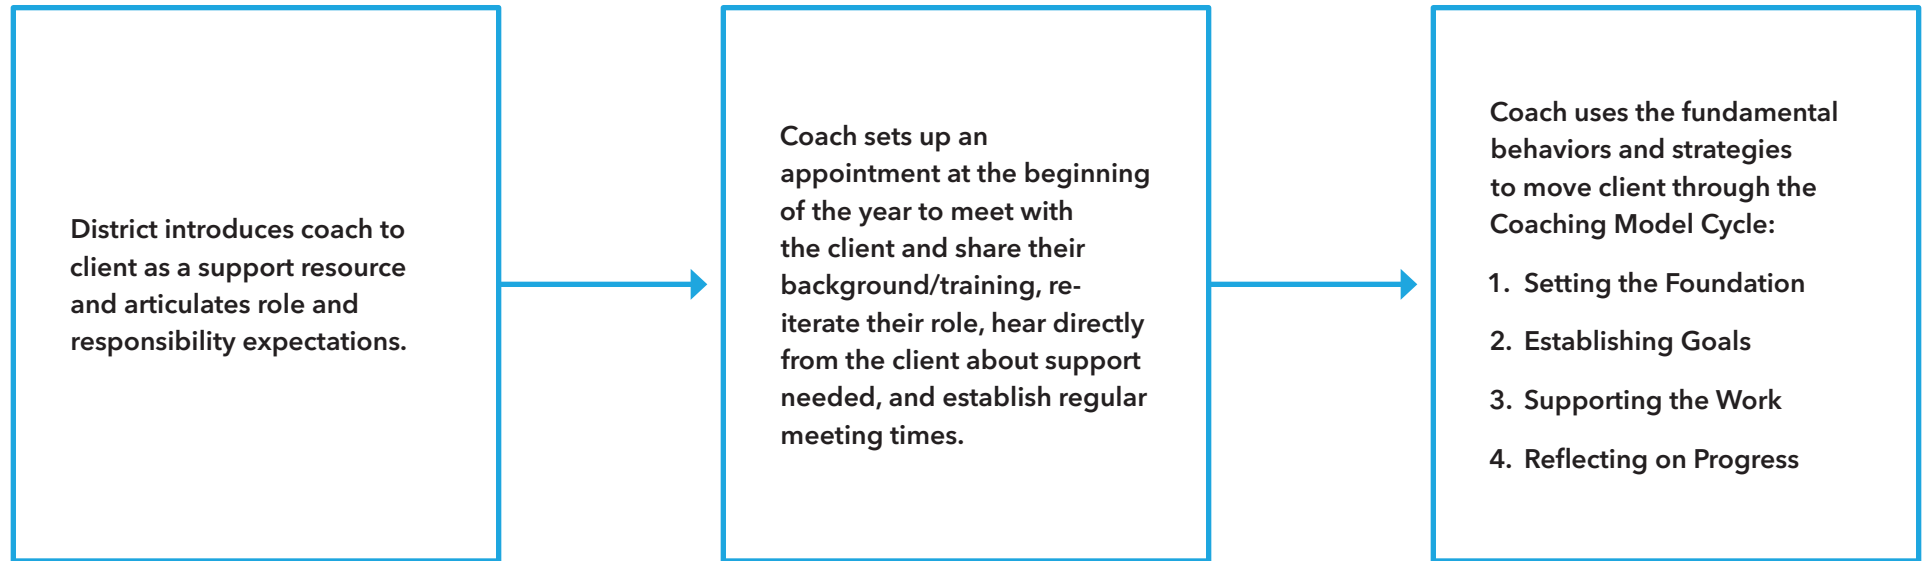 District introduces coach to
client as a support resource
and articulates role and
responsibility expectations.
Coach sets up an
appointment at the beginning
of the year to meet with
the client and share their
background/training, re-
iterate their role, hear directly
from the client about support
needed, and establish regular
meeting times.
Coach uses the fundamental
behaviors and strategies
to move client through the
Coaching Model Cycle:
1. Setting the Foundation
2. Establishing Goals
3. Supporting the Work
4. Reflecting on Progress